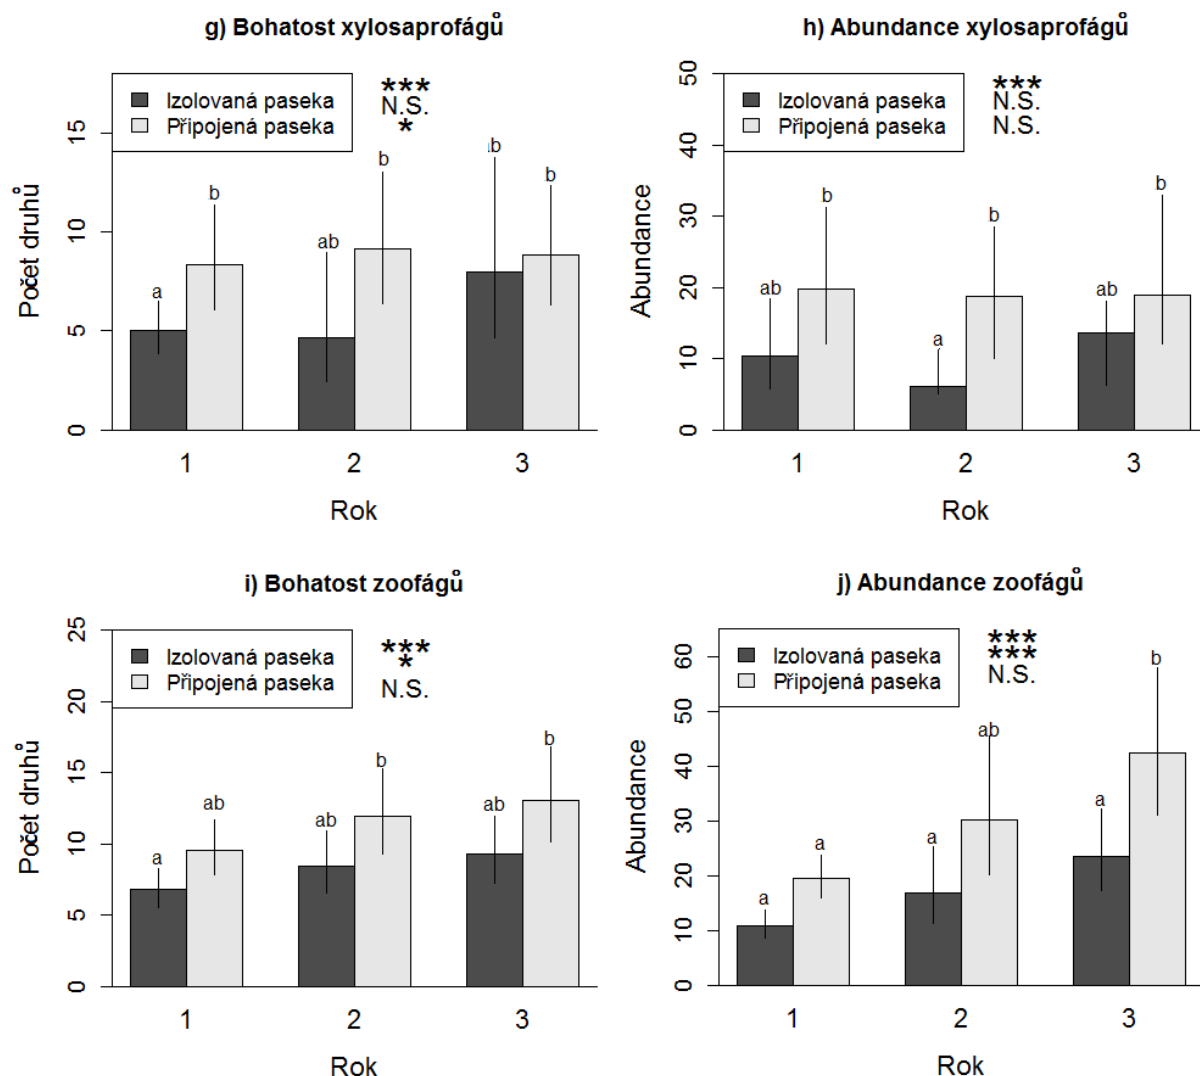 g) Bohatost xylosaprofágů
Izolovaná paseka
Připojená paseka
***
N.S.
*
Počet druhů
0
5
10
15
a
b
ab
b
ab
b
1
2
3
Rok
h) Abundance xylosaprofágů
Izolovaná paseka
Připojená paseka
***
N.S.
N.S.
Abundance
0
10
20
30
40
50
ab
b
a
b
ab
b
1
2
3
Rok
i) Bohatost zoofágů
Izolovaná paseka
Připojená paseka
***
*
N.S.
Počet druhů
0
5
10
15
20
25
a
ab
ab
b
ab
b
1
2
3
Rok
j) Abundance zoofágů
Izolovaná paseka
Připojená paseka
***
***
N.S.
Abundance
0
10
20
30
40
50
60
a
a
a
ab
a
b
1
2
3
Rok